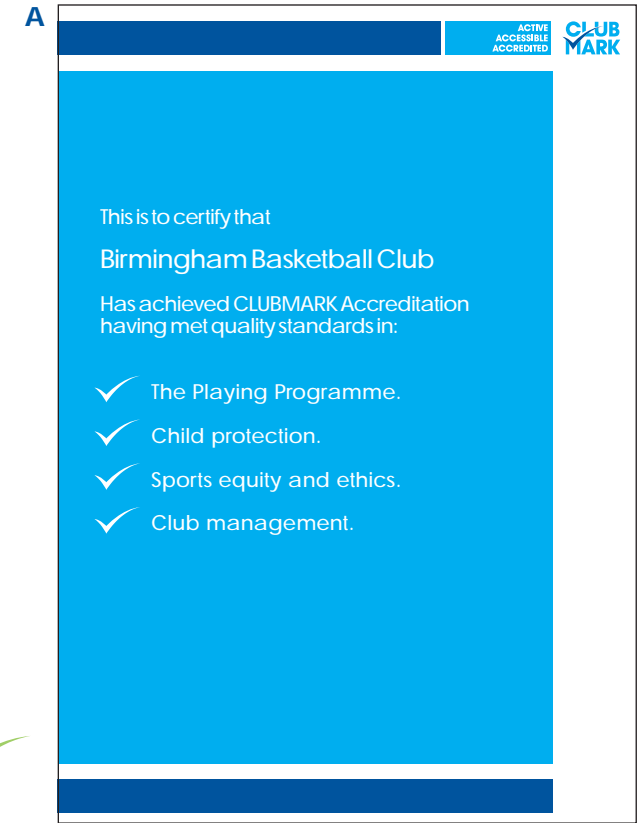 A
ACTIVE
ACCESSIBLE
ACCREDITED
CLUB
MARK
This is to certify that
Birmingham Basketball Club
Has achieved CLUBMARK Accreditation
having met quality standards in:
The Playing Programme.
Child protection.
Sports equity and ethics.
Club management.